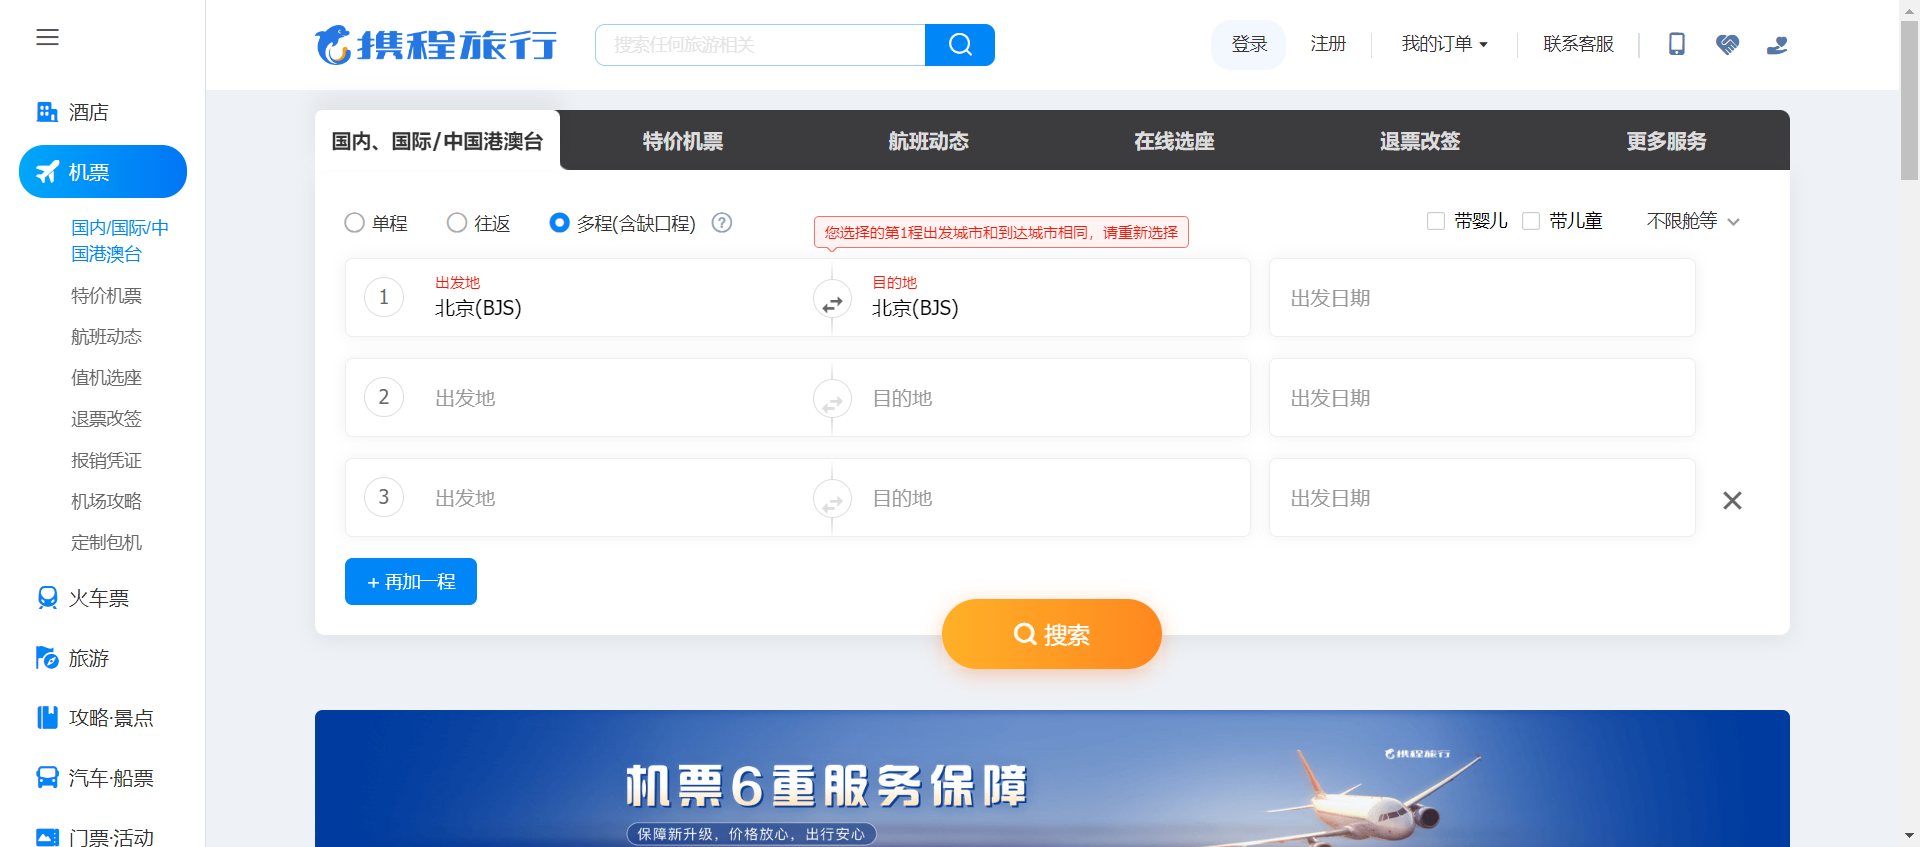 携程旅行
搜索任何旅游相关
登录
注册
我的订单
联系客服
酒店
机票
国内/国际/中
国港澳台
特价机票
航班动态
值机选座
退票改签
报销凭证
机场攻略
定制包机
火车票
旅游
攻略·景点
汽车·船票
门票·活动
国内、国际/中国港澳台
特价机票
航班动态
在线选座
退票改签
更多服务
单程
往返
多程(含缺口程)
?
您选择的第1程出发城市和到达城市相同，请重新选择
带婴儿
带儿童
不限舱等
1
出发地
北京(BJS)
目的地
北京(BJS)
出发日期
2
出发地
目的地
出发日期
3
出发地
目的地
出发日期
+ 再加一程
搜索
携程旅行
机票6重服务保障
保障新升级，价格放心，出行安心